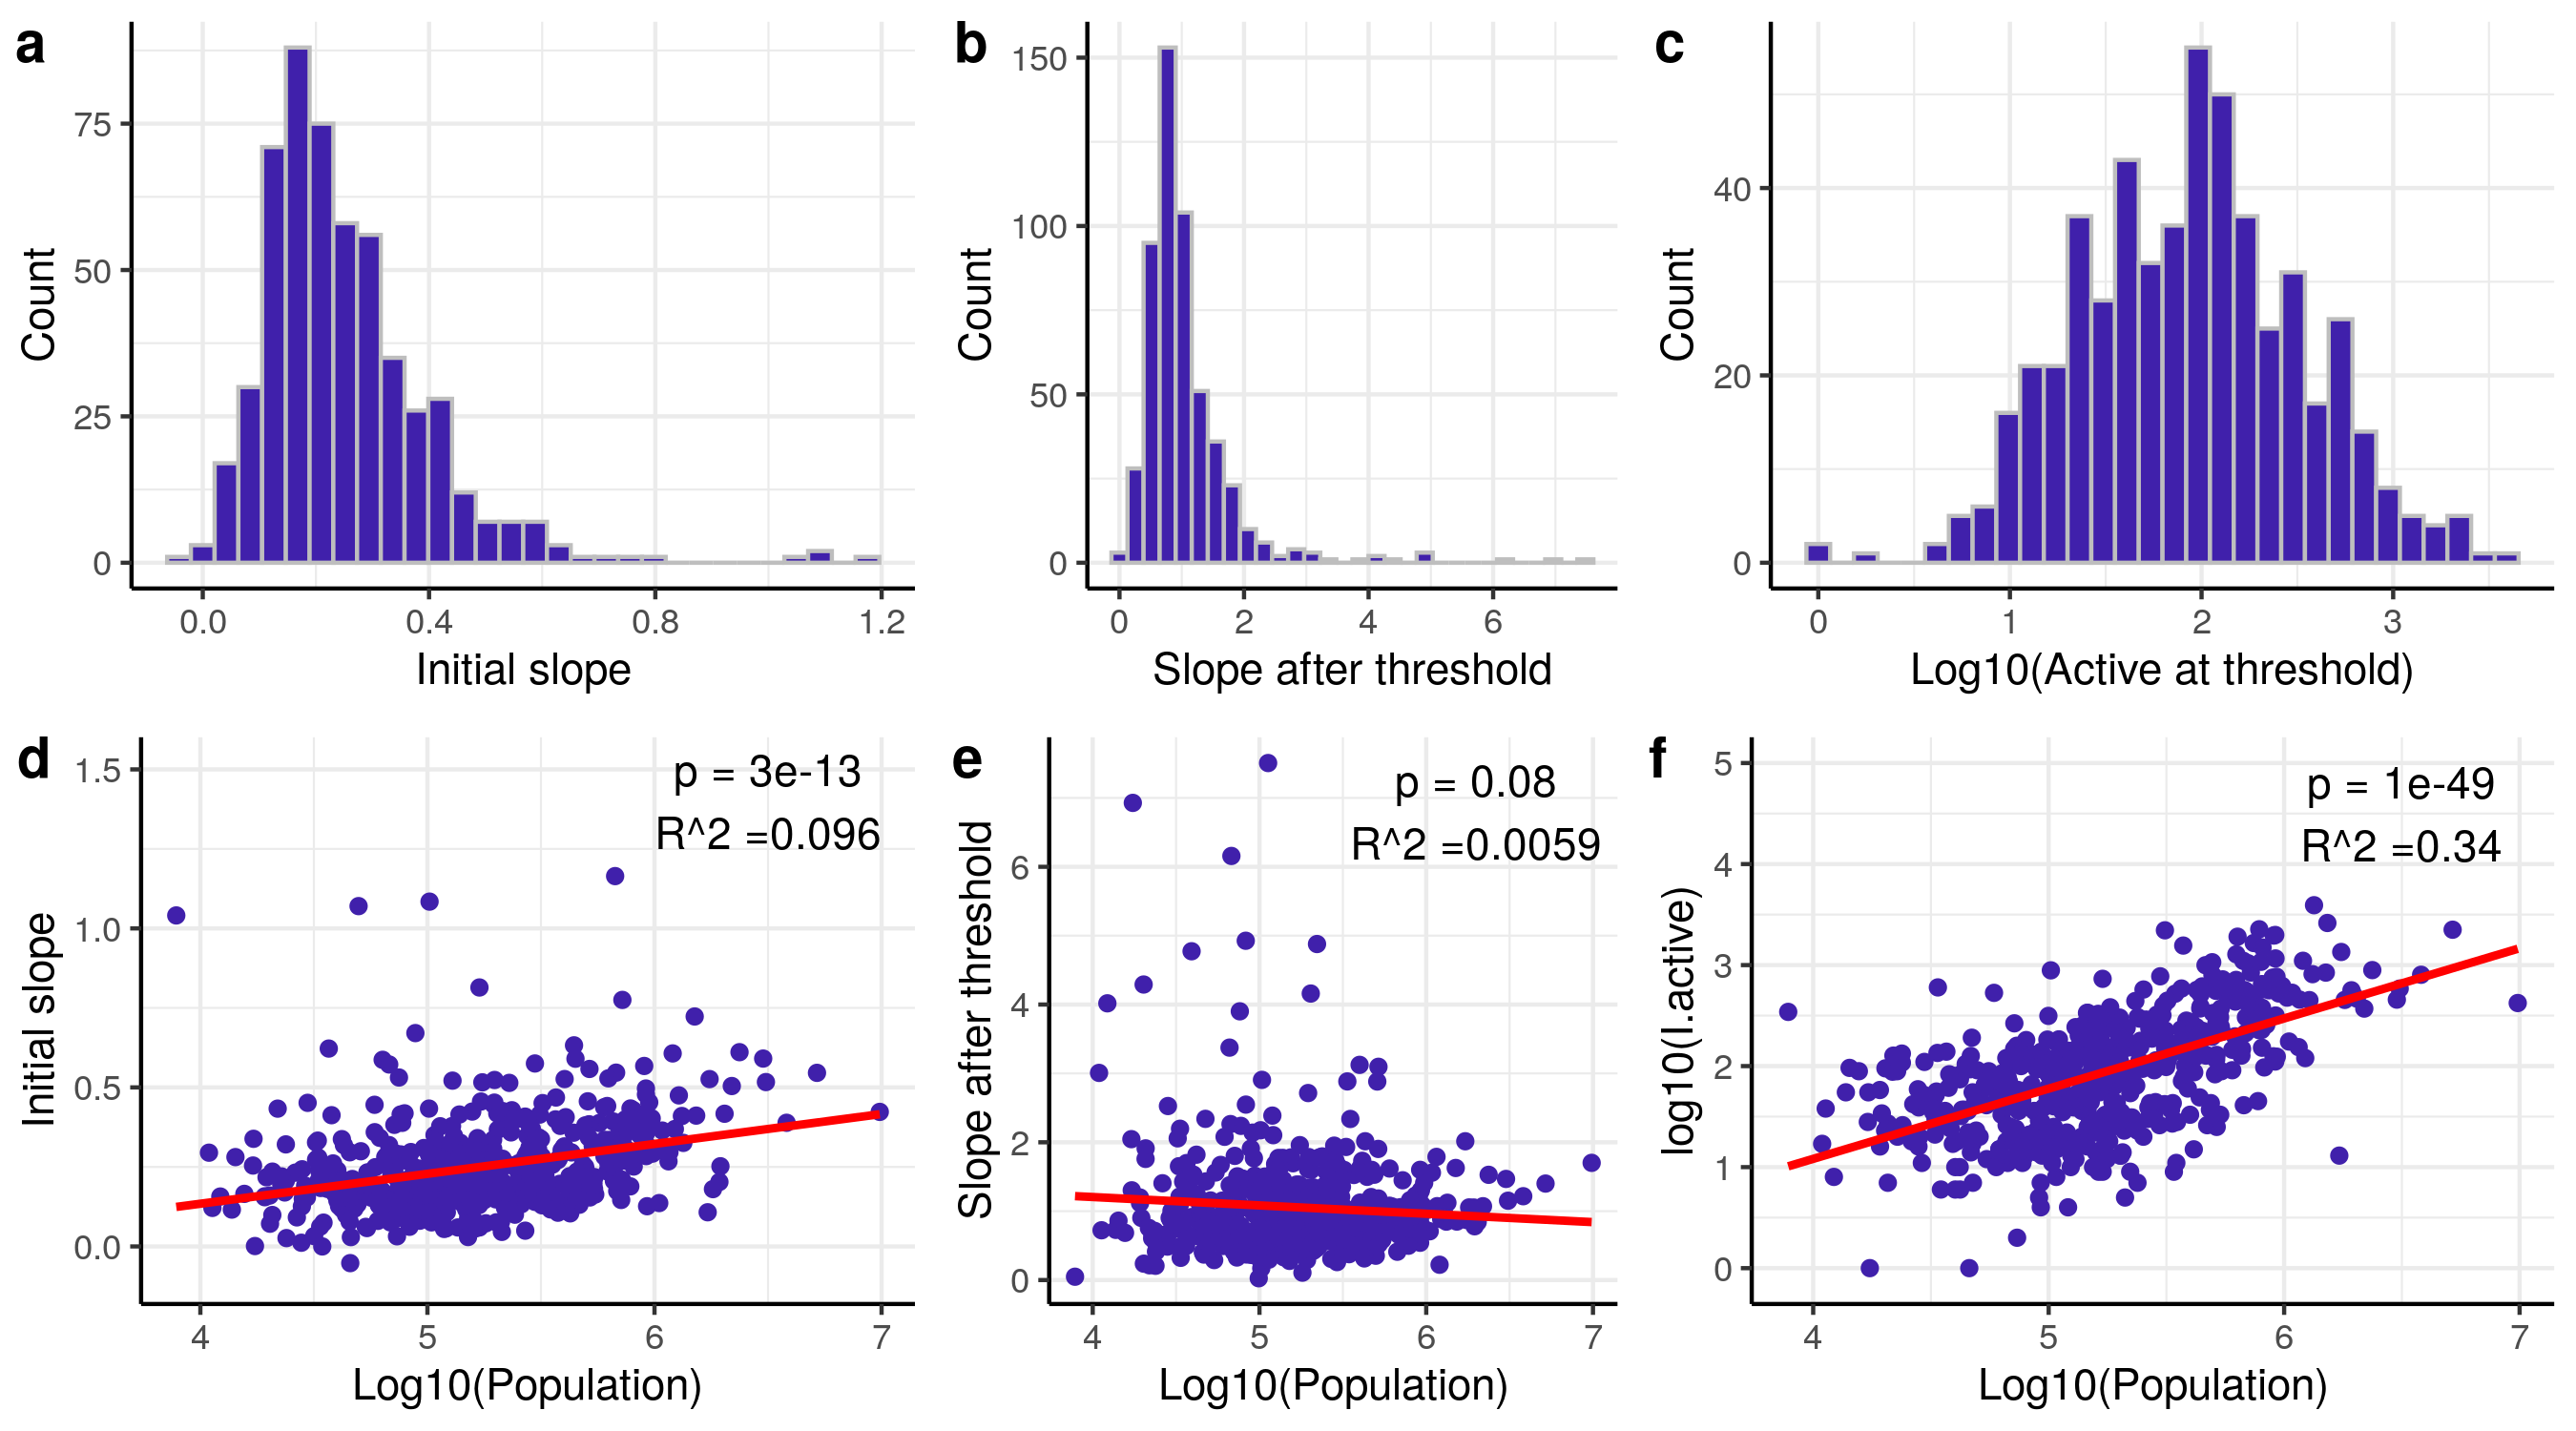 a
75
50
25
0
Count
0.0 0.4 0.8 1.2
Initial slope
b
150
100
50
0
Count
0 2 4 6
Slope after threshold
c
40
20
0
Count
0 1 2 3
Log10(Active at threshold)
d
1.5
1.0
0.5
0.0
Initial slope
p = 3e-13
R^2 =0.096
4 5 6 7
Log10(Population)
e
6
4
2
0
Slope after threshold
p = 0.08
R^2 =0.0059
4 5 6 7
Log10(Population)
f
5
4
3
2
1
0
log10(I.active)
p = 1e-49
R^2 =0.34
4 5 6 7
Log10(Population)